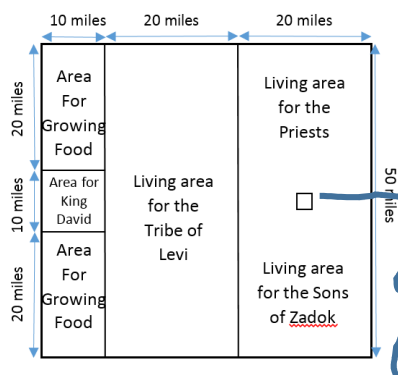 10 miles
20 miles
20 miles
20 miles
10 miles
20 miles
Area
For
Growing
Food
Area for
King
David
Area
For
Growing
Food
Living area
for the
Tribe of
Levi
Living area
for the
Priests
Living area
for the Sons
of Zadok
50 miles